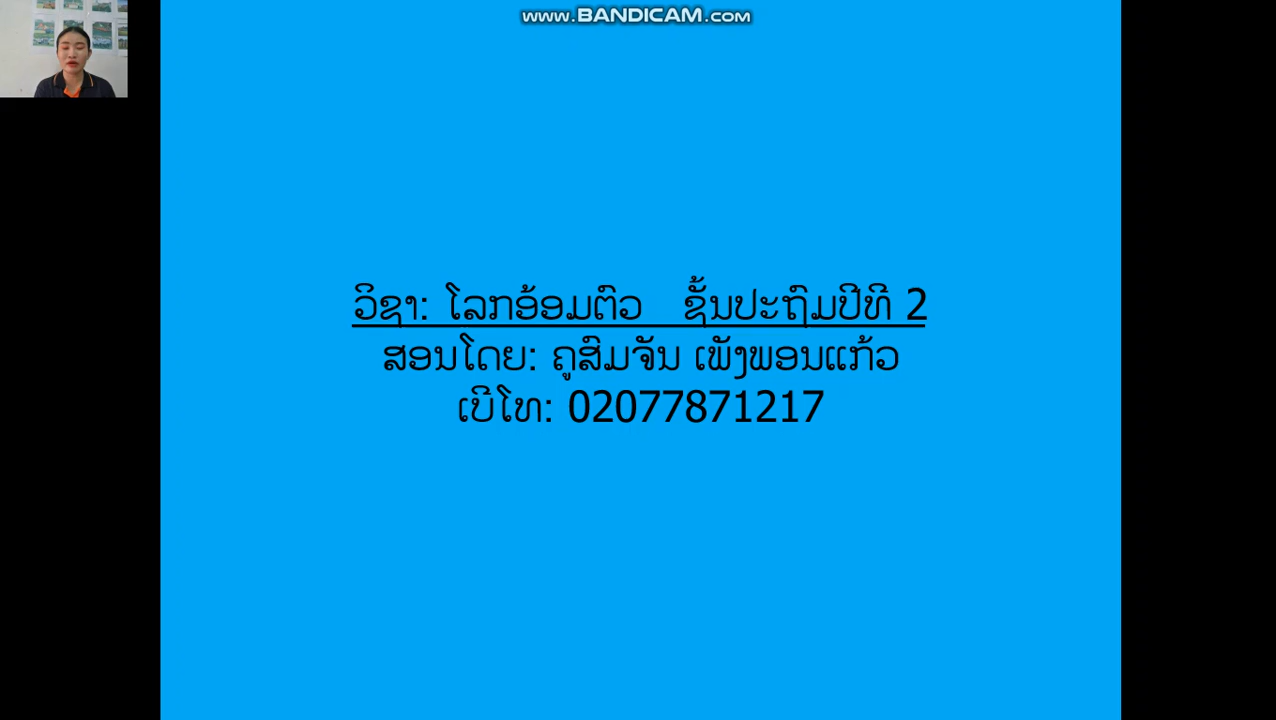 WWW.BANDICAM.COM
ວິຊາ: ໂລກອ້ອມຕົວ ຊັ້ນປະຖົມປີທີ 2
ສອນໂດຍ: ຄູສົມຈັນ ເພັງພອນແກ້ວ
ເບີໂທ: 02077871217